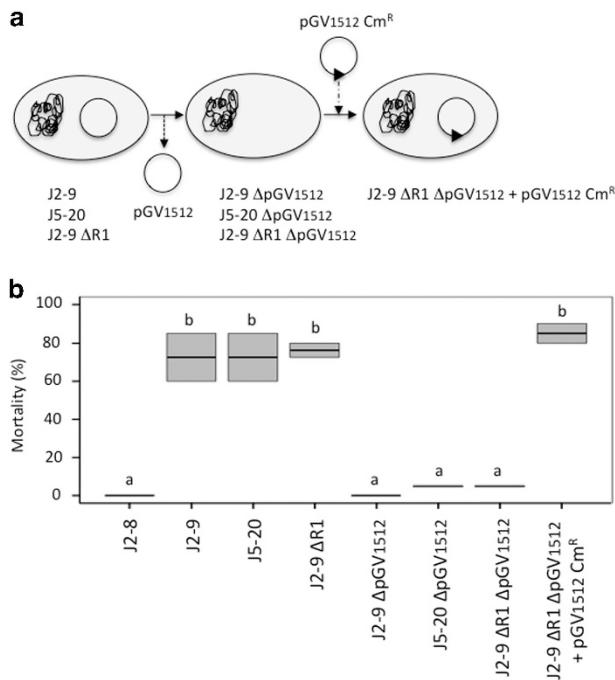 a
pGV1512 Cmᴿ
J2-9
J5-20
J2-9 ΔR1
pGV1512
J2-9 ΔpGV1512
J5-20 ΔpGV1512
J2-9 ΔR1 ΔpGV1512
J2-9 ΔR1 ΔpGV1512 + pGV1512 Cmᴿ
b
Mortality (%)
100
80
60
40
20
0
a
b
b
b
a
a
a
b
J2-8
J2-9
J5-20
J2-9 ΔR1
J2-9 ΔpGV1512
J5-20 ΔpGV1512
J2-9 ΔR1 ΔpGV1512
J2-9 ΔR1 ΔpGV1512
+ pGV1512 Cmᴿ